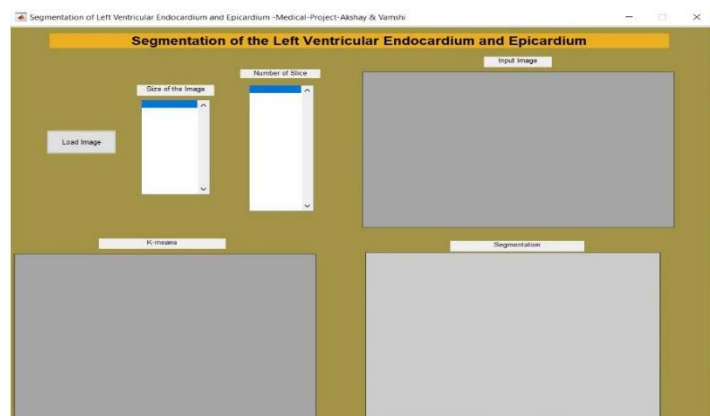 Segmentation of Left Ventricular Endocardium and Epicardium -Medical-Project-Akshay & Vamshi
Segmentation of the Left Ventricular Endocardium and Epicardium
Input Image
Number of Slice
Size of the Image
Load Image
K-means
Segmentation